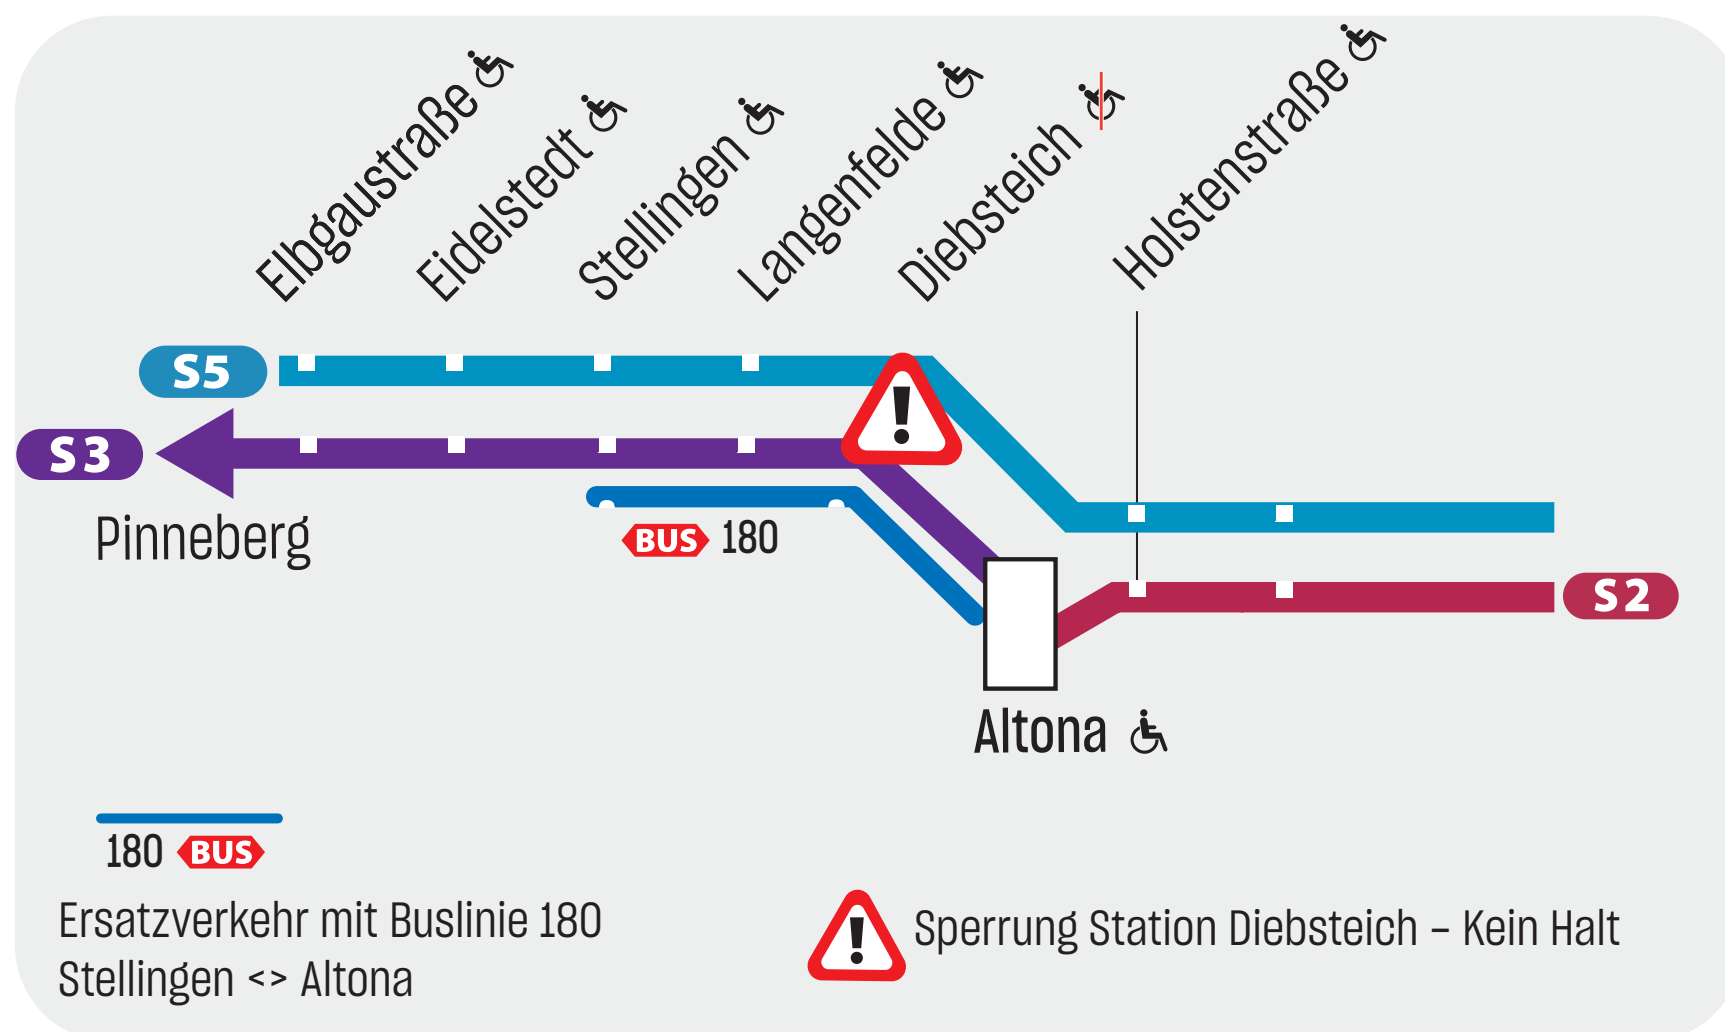 Elbgaustraße
Eidelstedt
Stellingen
Langenfelde
Diebsteich
Holstenstraße
S5
S3
Pinneberg
BUS 180
S2
Altona
180 BUS
Ersatzverkehr mit Buslinie 180
Stellingen <> Altona
! Sperrung Station Diebsteich – Kein Halt